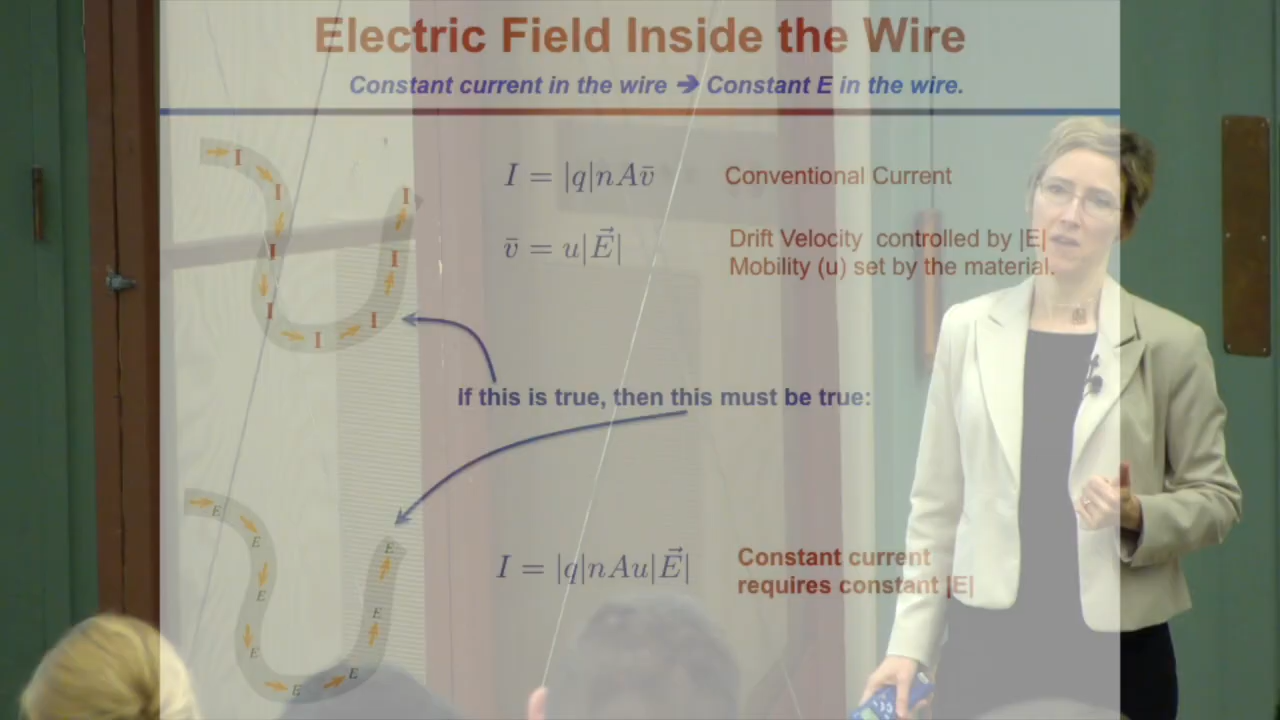 Electric Field Inside the Wire
Constant current in the wire ➔ Constant E in the wire.
I = |q|nAv̄ Conventional Current
v̄ = u|E⃗| Drift Velocity controlled by |E|
Mobility (u) set by the material.
I
I
I
I
I
I
I
I
If this is true, then this must be true:
I = |q|nAu|E⃗| Constant current
requires constant |E|
E
E
E
E
E
E
E
E